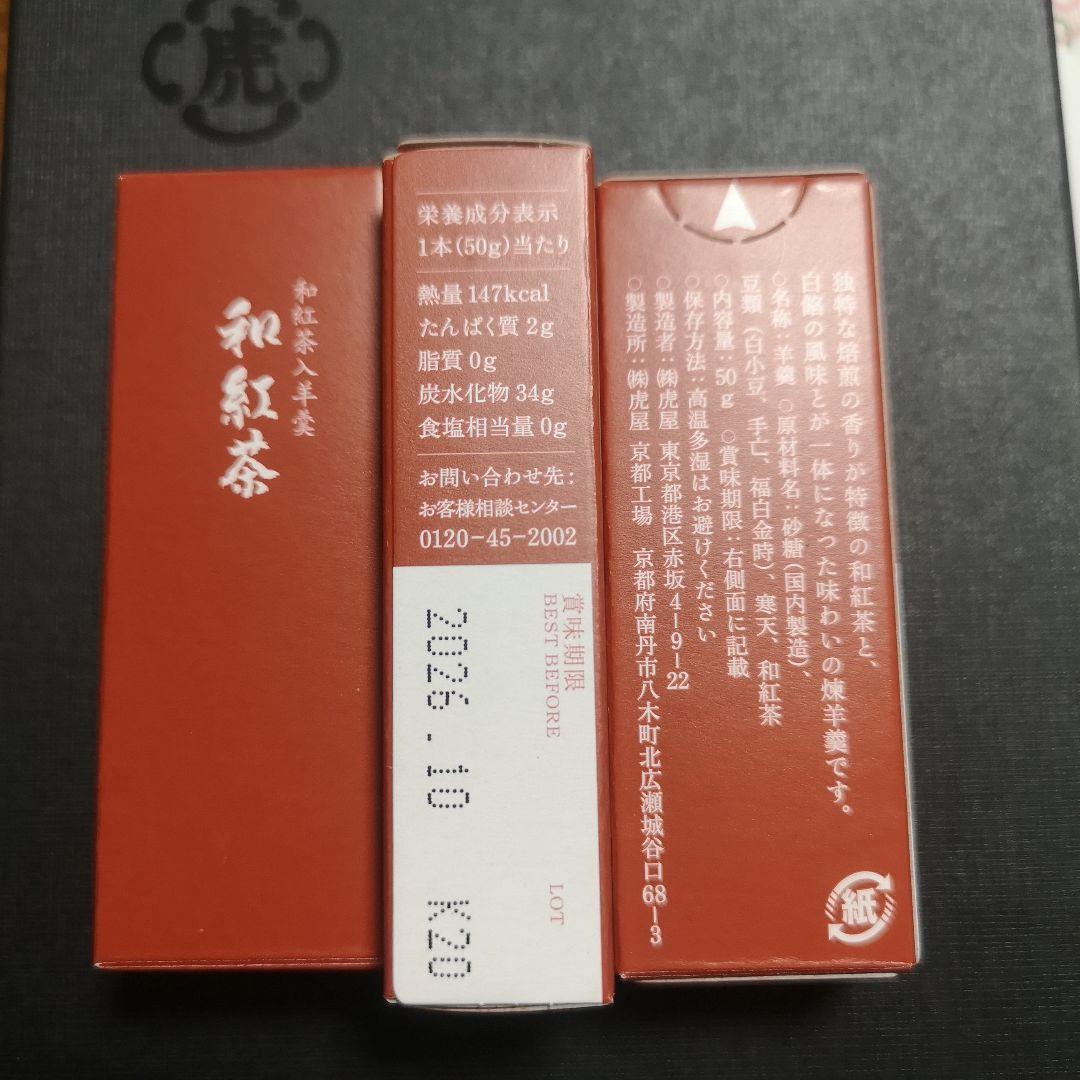 虎
和紅茶入羊羹
和紅茶
栄養成分表示
1本(50g)当たり
熱量 147kcal
たんぱく質 2g
脂質 0g
炭水化物 34g
食塩相当量 0g
お問い合わせ先:
お客様相談センター
0120-45-2002
賞味期限
BEST BEFORE
LOT
2026.10 K20
独特な焙煎の香りが特徴の和紅茶と、
白餡の風味とが一体になった味わいの煉羊羹です。
○名称:羊羹 ○原材料名:砂糖(国内製造)、
豆類(白小豆、手亡、福白金時)、寒天、和紅茶
○内容量:50g ○賞味期限:右側面に記載
○保存方法:高温多湿はお避けください
○製造者:㈱虎屋 東京都港区赤坂4-9-22
○製造所:㈱虎屋 京都工場 京都府南丹市八木町北広瀬城谷口68-3
紙